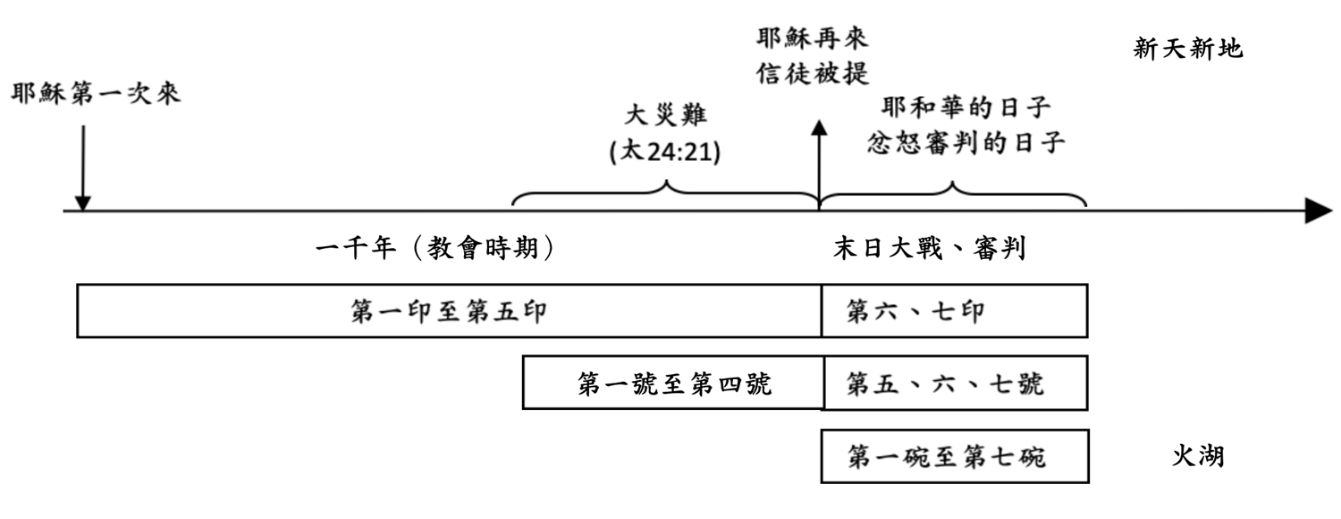 耶穌再來
信徒被提
新天新地
耶穌第一次來
大災難
(太24:21)
耶和華的日子
忿怒審判的日子
一千年（教會時期）
末日大戰、審判
第一印至第五印
第六、七印
第一號至第四號
第五、六、七號
第一碗至第七碗
火湖